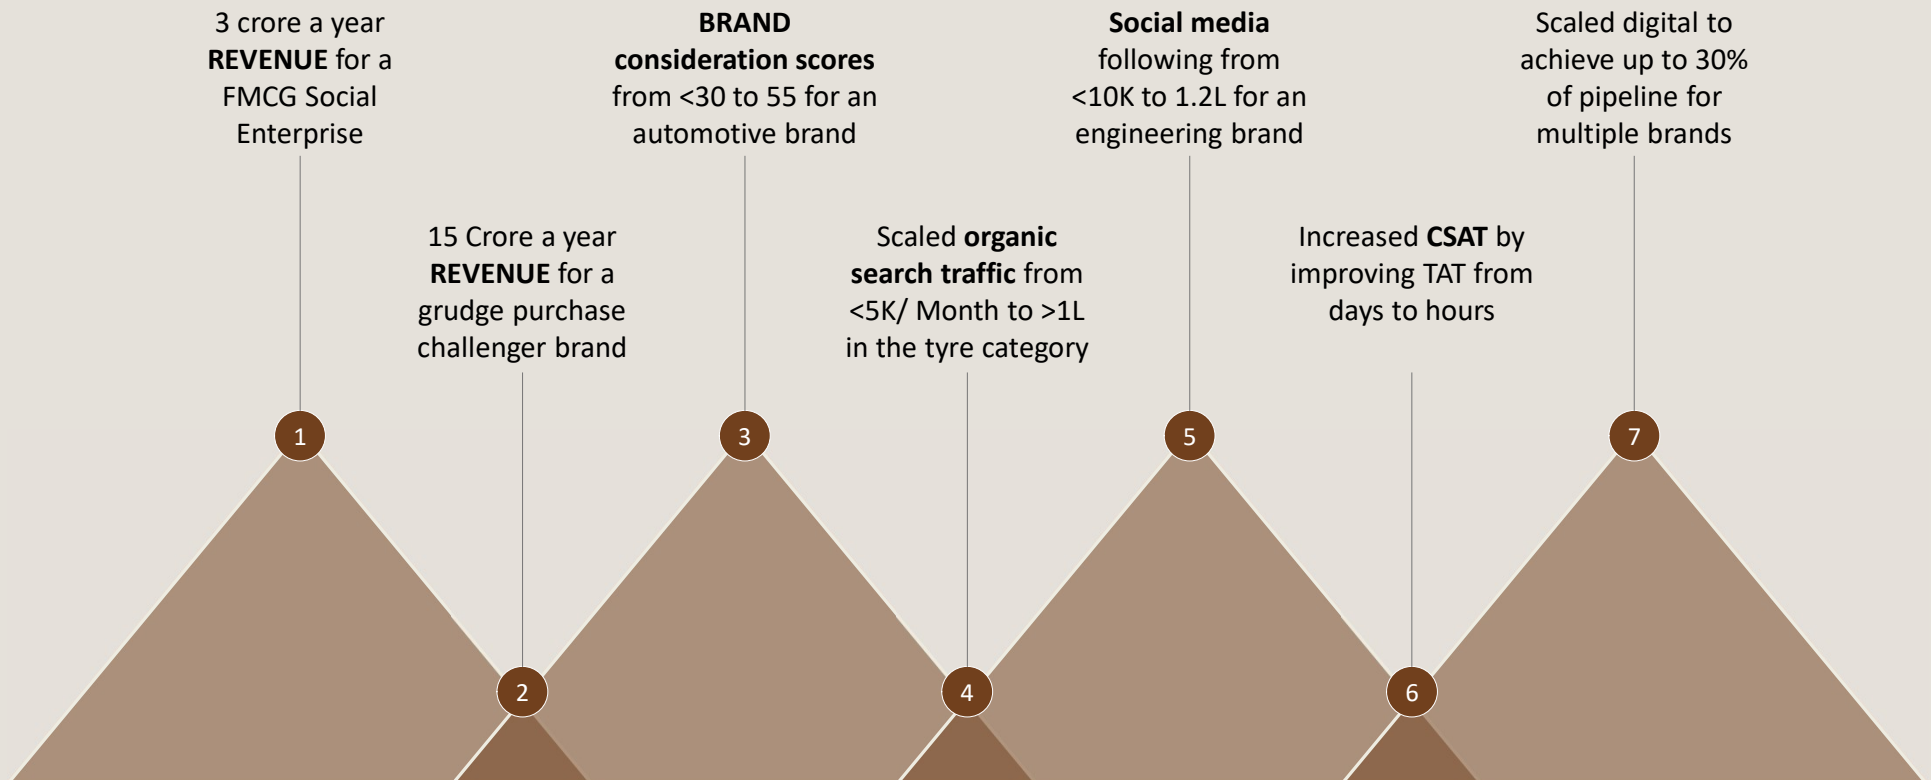 3 crore a year
REVENUE for a
FMCG Social
Enterprise
15 Crore a year
REVENUE for a
grudge purchase
challenger brand
BRAND
consideration scores
from <30 to 55 for an
automotive brand
Scaled organic
search traffic from
<5K/ Month to >1L
in the tyre category
Social media
following from
<10K to 1.2L for an
engineering brand
Increased CSAT by
improving TAT from
days to hours
Scaled digital to
achieve up to 30%
of pipeline for
multiple brands
1
2
3
4
5
6
7